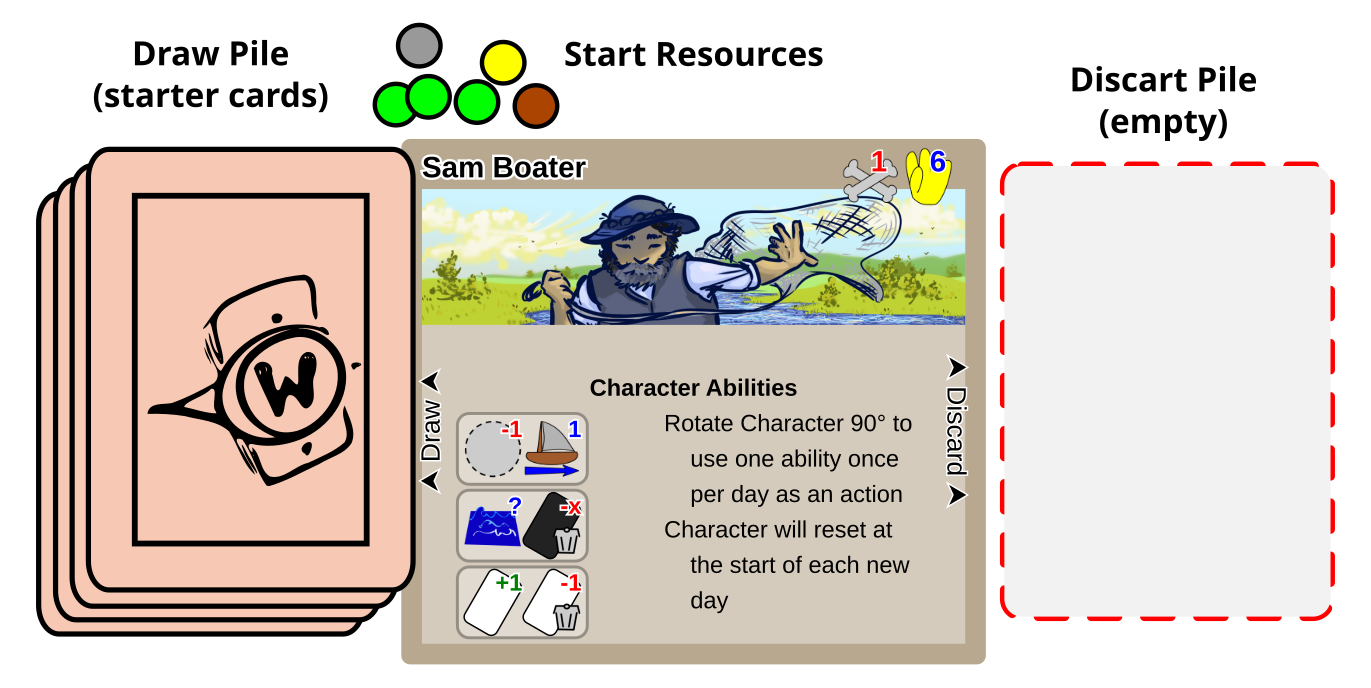 Draw Pile
(starter cards)
Start Resources
Discart Pile
(empty)
Sam Boater
1
6
W
Character Abilities
Draw
Discard
-1
1
?
-x
+1
-1
Rotate Character 90° to
use one ability once
per day as an action
Character will reset at
the start of each new
day